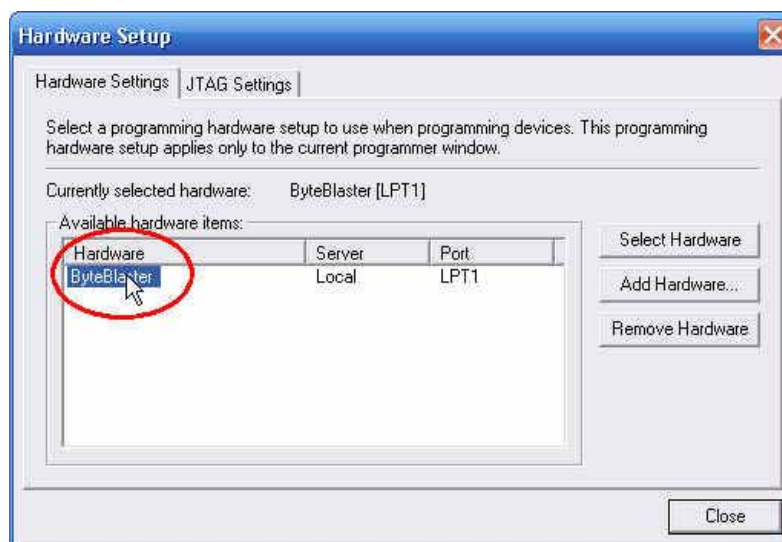 Hardware Setup
Hardware Settings JTAG Settings
Select a programming hardware setup to use when programming devices. This programming
hardware setup applies only to the current programmer window.
Currently selected hardware: ByteBlaster [LPT1]
Available hardware items:
Hardware Server Port
ByteBlaster Local LPT1
Select Hardware
Add Hardware...
Remove Hardware
Close